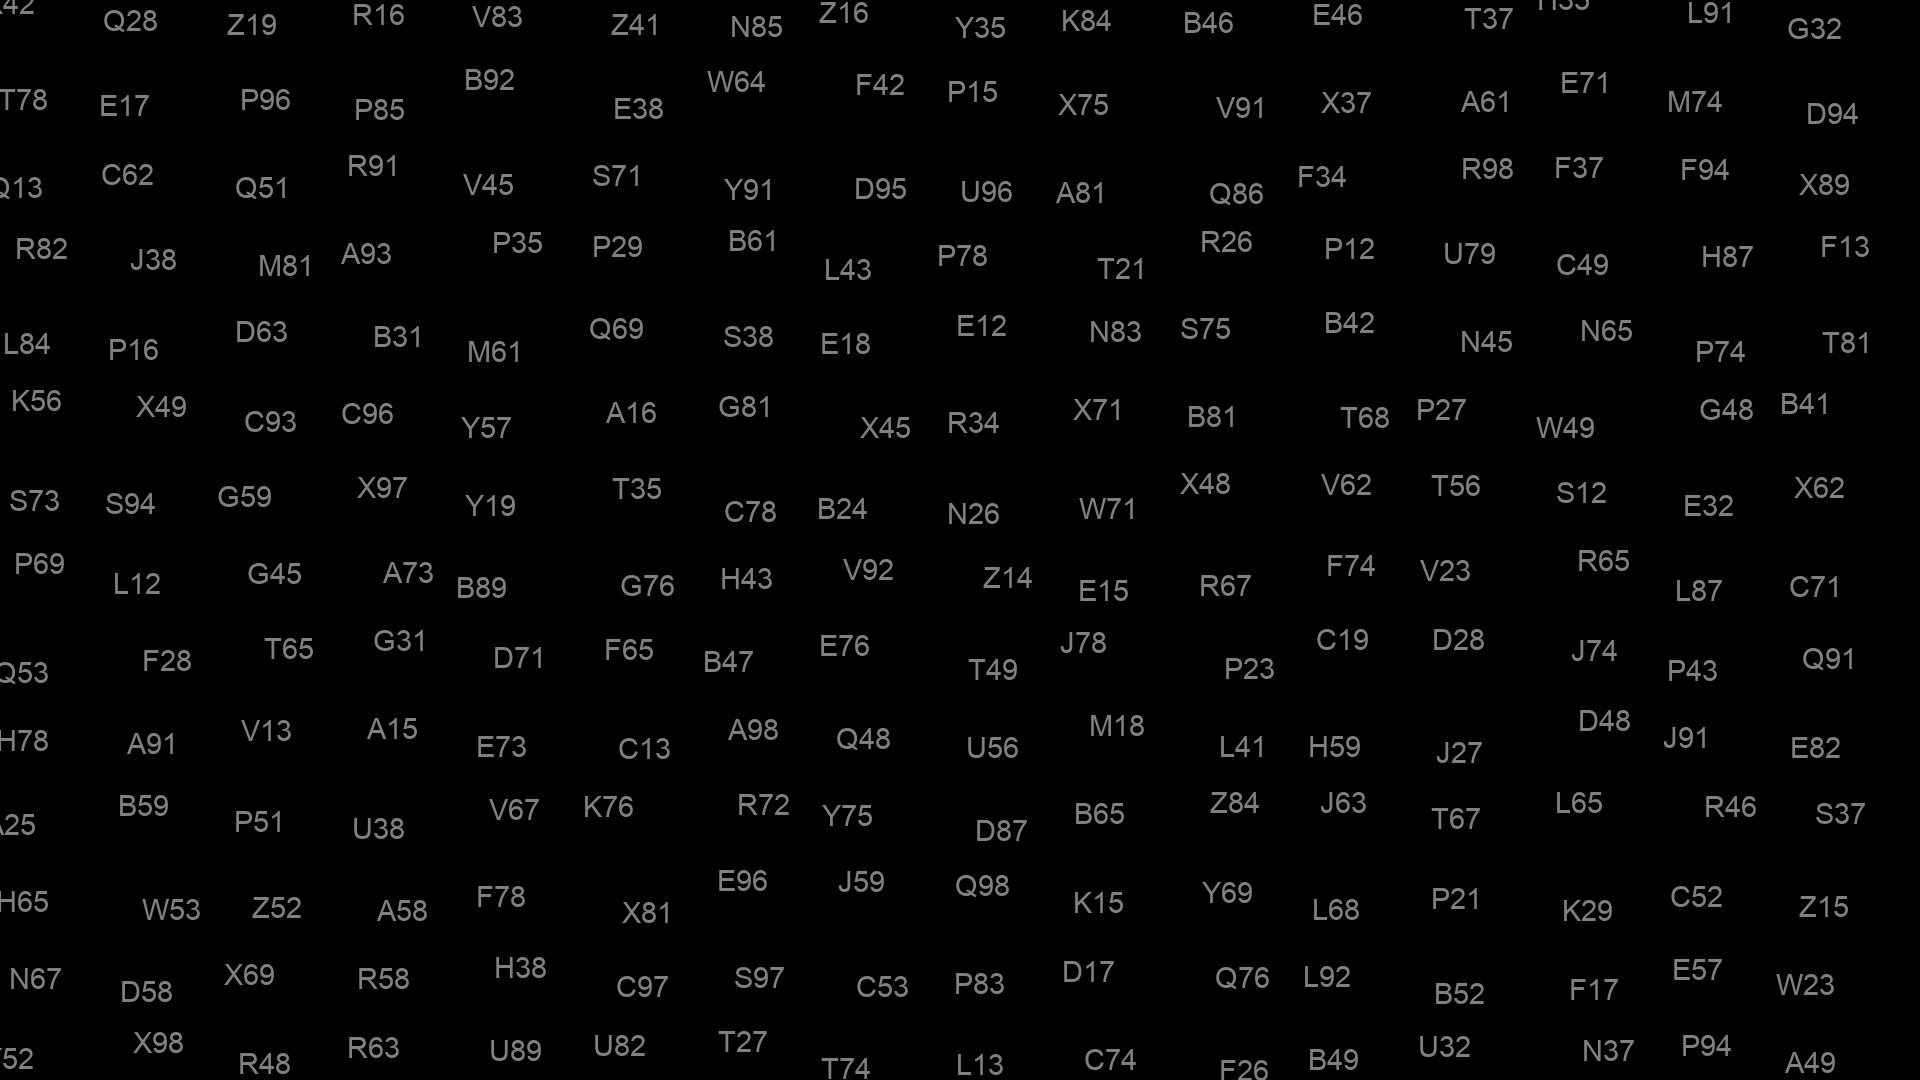 Q28 Z19 R16 V83 Z41 N85 Z16 Y35 K84 B46 E46 T37 H35 L91 G32
T78 E17 P96 P85 B92 E38 W64 F42 P15 X75 V91 X37 A61 E71 M74 D94
Q13 C62 Q51 R91 V45 S71 Y91 D95 U96 A81 Q86 F34 R98 F37 F94 X89
R82 J38 M81 A93 P35 P29 B61 L43 P78 T21 R26 P12 U79 C49 H87 F13
L84 P16 D63 B31 M61 Q69 S38 E18 E12 N83 S75 B42 N45 N65 P74 T81
K56 X49 C93 C96 Y57 A16 G81 X45 R34 X71 B81 T68 P27 W49 G48 B41
S73 S94 G59 X97 Y19 T35 C78 B24 N26 W71 X48 V62 T56 S12 E32 X62
P69 L12 G45 A73 B89 G76 H43 V92 Z14 E15 R67 F74 V23 R65 L87 C71
Q53 F28 T65 G31 D71 F65 B47 E76 T49 J78 P23 C19 D28 J74 P43 Q91
H78 A91 V13 A15 E73 C13 A98 Q48 U56 M18 L41 H59 J27 D48 J91 E82
A25 B59 P51 U38 V67 K76 R72 Y75 D87 B65 Z84 J63 T67 L65 R46 S37
H65 W53 Z52 A58 F78 X81 E96 J59 Q98 K15 Y69 L68 P21 K29 C52 Z15
N67 D58 X69 R58 H38 C97 S97 C53 P83 D17 Q76 L92 B52 F17 E57 W23
X98 R48 R63 U89 U82 T27 T74 L13 C74 F26 B49 U32 N37 P94 A49